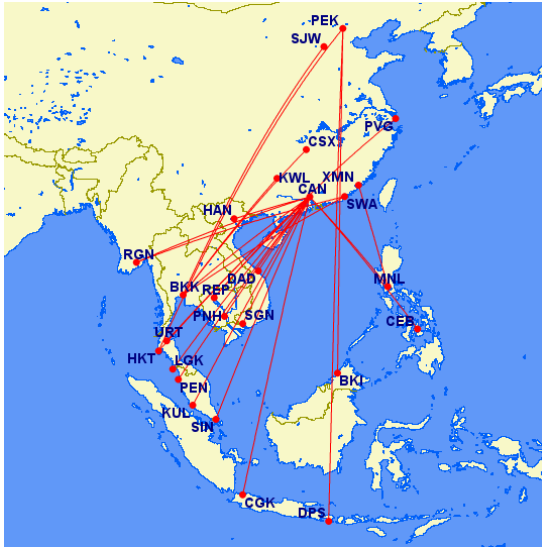 PEK
SJW
PVG
CSX
KWL
XMN
CAN
SWA
HAN
RGN
DAD
MNL
BKK
REP
PNH
SGN
CEB
URT
HKT
LGK
BKI
PEN
KUL
SIN
CGK
DPS